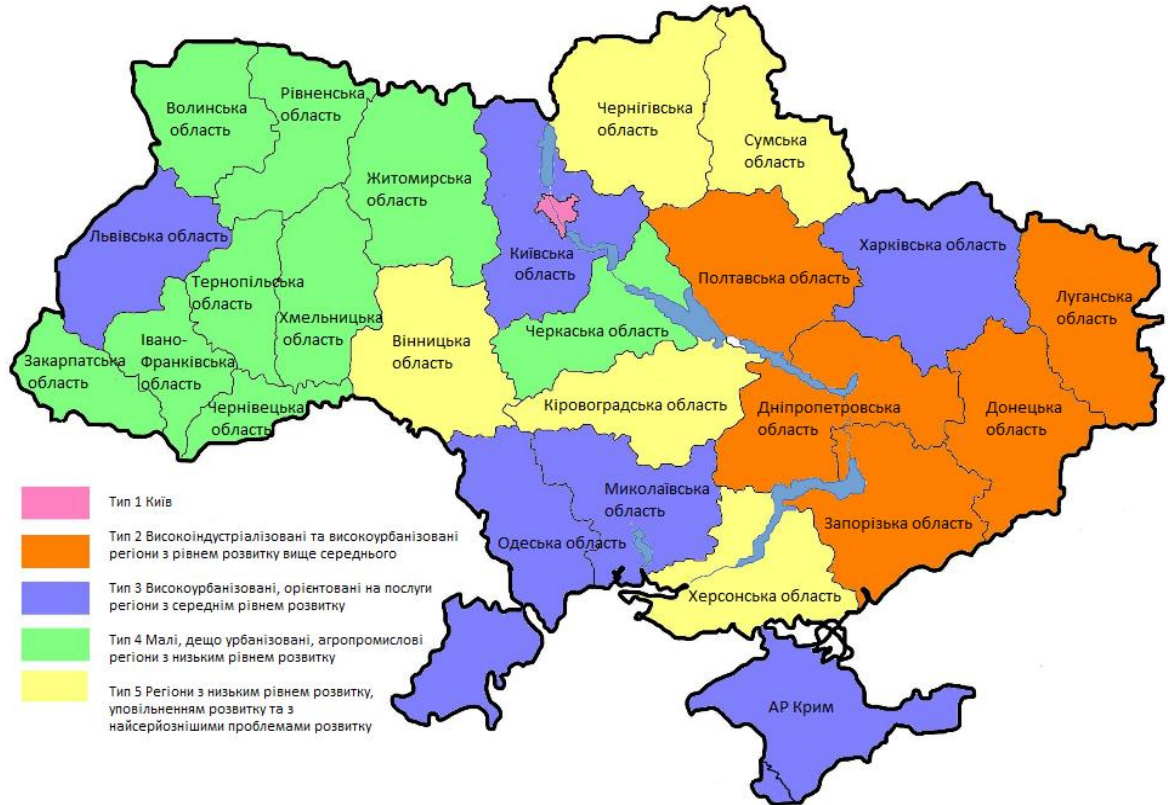 Волинська
область
Рівненська
область
Житомирська
область
Чернігівська
область
Сумська
область
Львівська область
Київська
область
Полтавська область
Харківська область
Луганська
область
Тернопільська
область
Хмельницька
область
Івано-
Франківська
область
Закарпатська
область
Чернівецька
область
Вінницька
область
Черкаська область
Кіровоградська область
Дніпропетровська
область
Донецька
область
Миколаївська
область
Одеська область
Запорізька область
Херсонська область
АР Крим
Тип 1 Київ
Тип 2 Високоіндустріалізовані та високоурбанізовані
регіони з рівнем розвитку вище середнього
Тип 3 Високоурбанізовані, орієнтовані на послуги
регіони з середнім рівнем розвитку
Тип 4 Малі, дещо урбанізовані, агропромислові
регіони з низьким рівнем розвитку
Тип 5 Регіони з низьким рівнем розвитку,
уповільненням розвитку та з
найсерйознішими проблемами розвитку